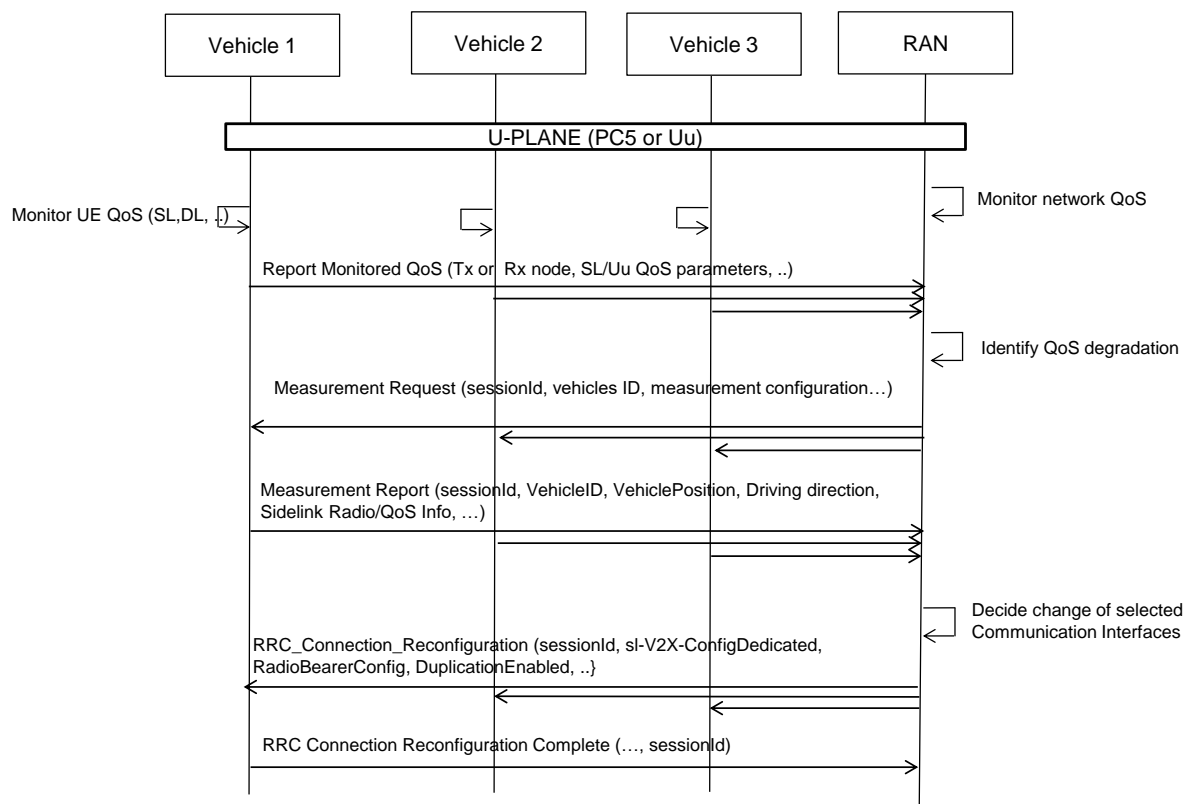 Vehicle 1
Vehicle 2
Vehicle 3
RAN
U-PLANE (PC5 or Uu)
Monitor network QoS
Monitor UE QoS (SL,DL, ..)
Report Monitored QoS (Tx or Rx node, SL/Uu QoS parameters, ..)
Identify QoS degradation
Measurement Request (sessionId, vehicles ID, measurement configuration…)
Measurement Report (sessionId, VehicleID, VehiclePosition, Driving direction,
Sidelink Radio/QoS Info, …)
Decide change of selected
Communication Interfaces
RRC_Connection_Reconfiguration (sessionId, sl-V2X-ConfigDedicated,
RadioBearerConfig, DuplicationEnabled, ..}
RRC Connection Reconfiguration Complete (…, sessionId)